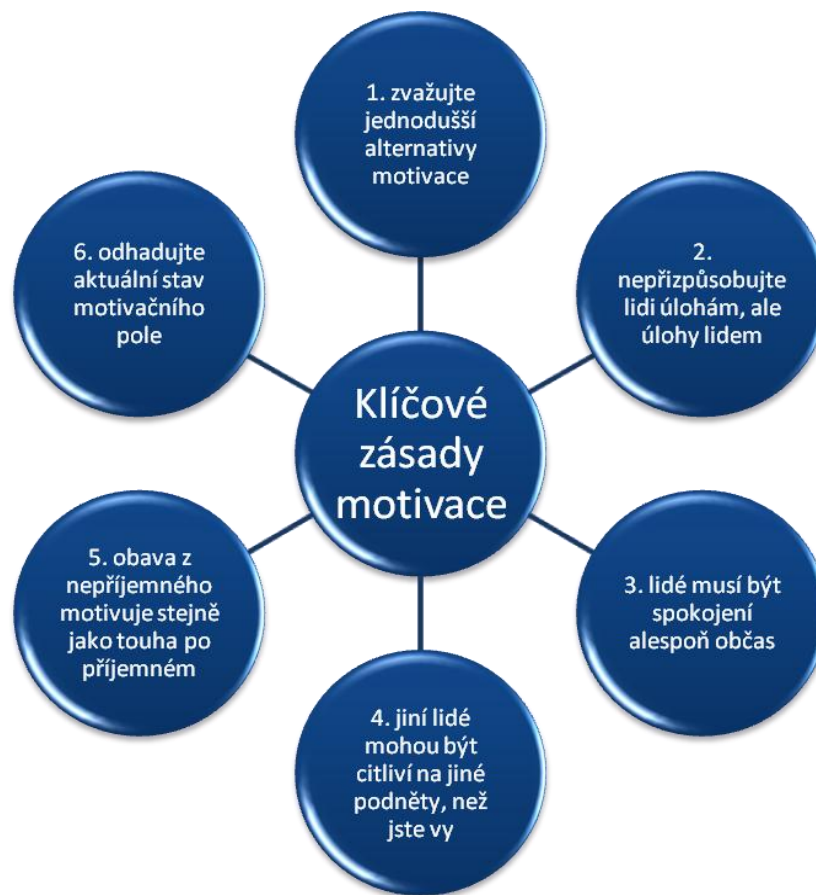 1. zvažujte
jednodušší
alternativy
motivace
2.
nepřizpůsobujte
lidi úlohám, ale
úlohy lidem
3. lidé musí být
spokojení
alespoň občas
4. jiní lidé
mohou být
citliví na jiné
podněty, než
jste vy
5. obava z
nepříjemného
motivuje stejně
jako touha po
příjemném
6. odhadujte
aktuální stav
motivačního
pole
Klíčové
zásady
motivace